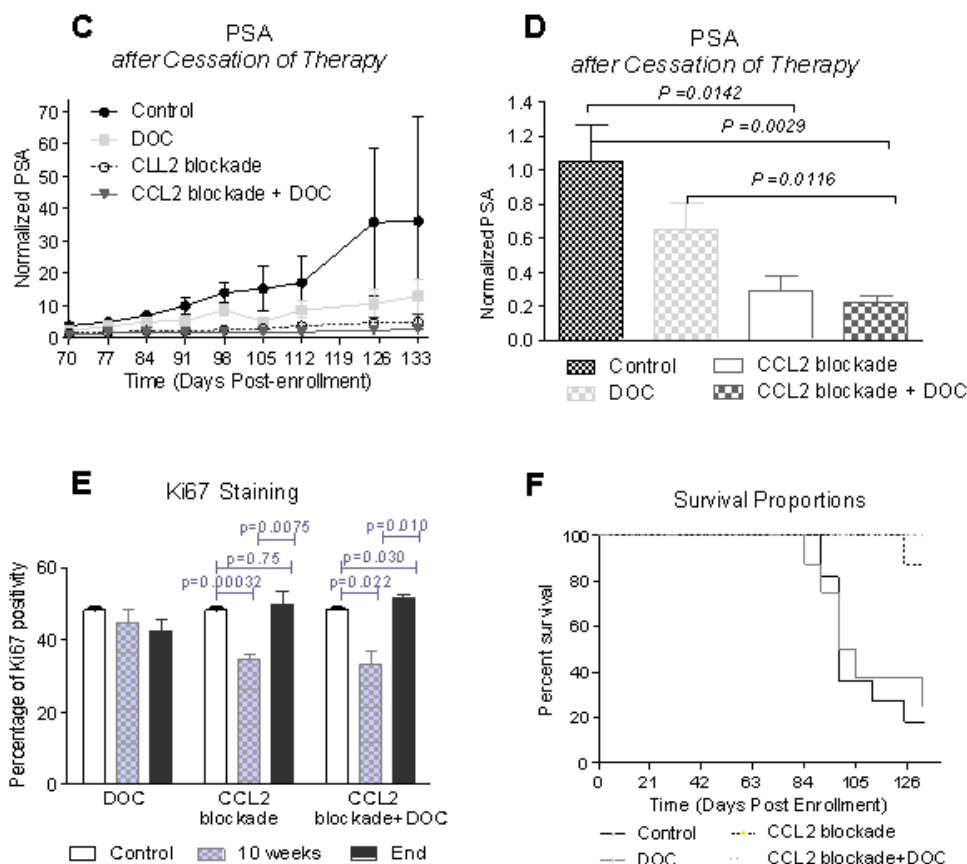 C
PSA
after Cessation of Therapy
Normalized PSA
70
60
50
40
30
20
10
0
Control
DOC
CLL2 blockade
CCL2 blockade + DOC
70 77 84 91 98 105 112 119 126 133
Time (Days Post-enrollment)
D
PSA
after Cessation of Therapy
Normalized PSA
1.4
1.2
1.0
0.8
0.6
0.4
0.2
0.0
P =0.0142
P =0.0029
P =0.0116
Control CCL2 blockade
DOC CCL2 blockade + DOC
E
Ki67 Staining
Percentage of Ki67 positivity
60
40
20
0
p=0.0075
p=0.75
p=0.00032
p=0.010
p=0.030
p=0.022
DOC CCL2 CCL2
blockade blockade+DOC
Control 10 weeks End
F
Survival Proportions
Percent survival
100
80
60
40
20
0
0 21 42 63 84 105 126
Time (Days Post Enrollment)
Control CCL2 blockade
DOC CCL2 blockade+DOC